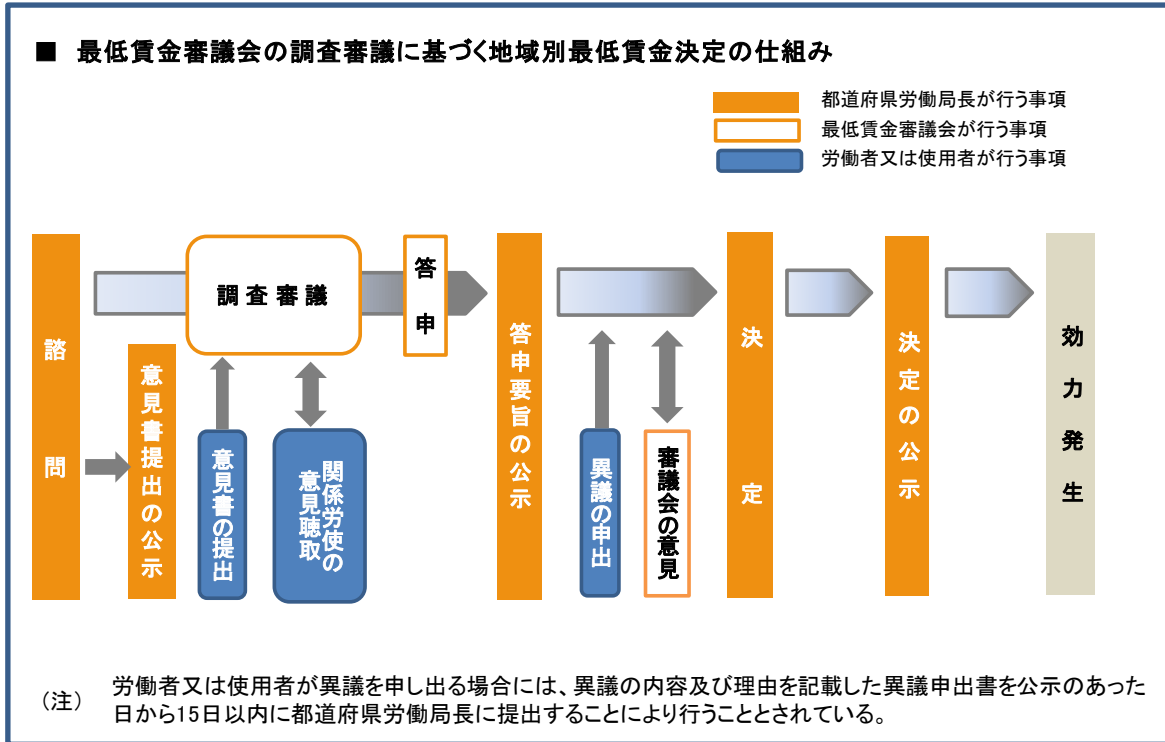 ■ 最低賃金審議会の調査審議に基づく地域別最低賃金決定の仕組み
都道府県労働局長が行う事項
最低賃金審議会が行う事項
労働者又は使用者が行う事項
諮問
意見書提出の公示
調査審議
意見書の提出
関係労使の
意見聴取
答申
答申要旨の公示
異議の申出
審議会の意見
決定
決定の公示
効力発生
(注) 労働者又は使用者が異議を申し出る場合には、異議の内容及び理由を記載した異議申出書を公示のあった
日から15日以内に都道府県労働局長に提出することにより行うこととされている。